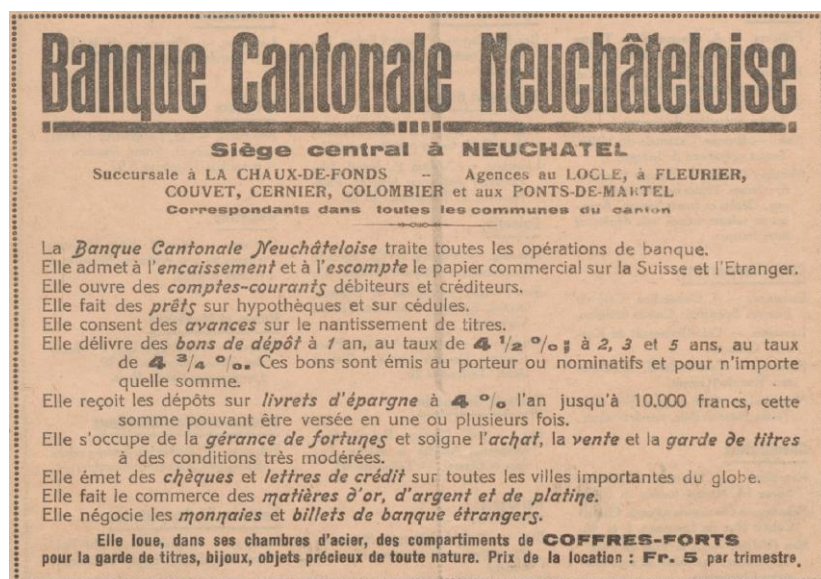 Banque Cantonale Neuchâteloise
Siège central à NEUCHATEL
Succursale à LA CHAUX-DE-FONDS -- Agences au LOCLE, à FLEURIER,
COUVET, CERNIER, COLOMBIER et aux PONTS-DE-MARTEL
Correspondants dans toutes les communes du canton
La Banque Cantonale Neuchâteloise traite toutes les opérations de banque.
Elle admet à l'encaissement et à l'escompte le papier commercial sur la Suisse et l'Etranger.
Elle ouvre des comptes-courants débiteurs et créditeurs.
Elle fait des prêts sur hypothèques et sur cédules.
Elle consent des avances sur le nantissement de titres.
Elle délivre des bons de dépôt à 1 an, au taux de 4 1/2 %; à 2, 3 et 5 ans, au taux
de 4 3/4 %. Ces bons sont émis au porteur ou nominatifs et pour n'importe
quelle somme.
Elle reçoit les dépôts sur livrets d'épargne à 4 % l'an jusqu'à 10.000 francs, cette
somme pouvant être versée en une ou plusieurs fois.
Elle s'occupe de la gérance de fortunes et soigne l'achat, la vente et la garde de titres
à des conditions très modérées.
Elle émet des chèques et lettres de crédit sur toutes les villes importantes du globe.
Elle fait le commerce des matières d'or, d'argent et de platine.
Elle négocie les monnaies et billets de banque étrangers.
Elle loue, dans ses chambres d'acier, des compartiments de COFFRES-FORTS
pour la garde de titres, bijoux, objets précieux de toute nature. Prix de la location : Fr. 5 par trimestre.